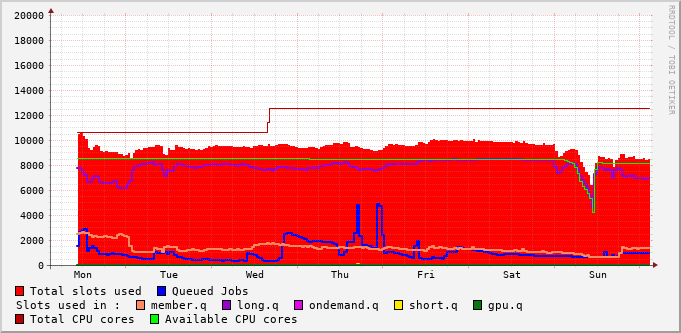 RRDTOOL / TOBI OETIKER
20000
18000
16000
14000
12000
10000
8000
6000
4000
2000
0
Mon Tue Wed Thu Fri Sat Sun
Total slots used Queued Jobs
Slots used in : member.q long.q ondemand.q short.q gpu.q
Total CPU cores Available CPU cores